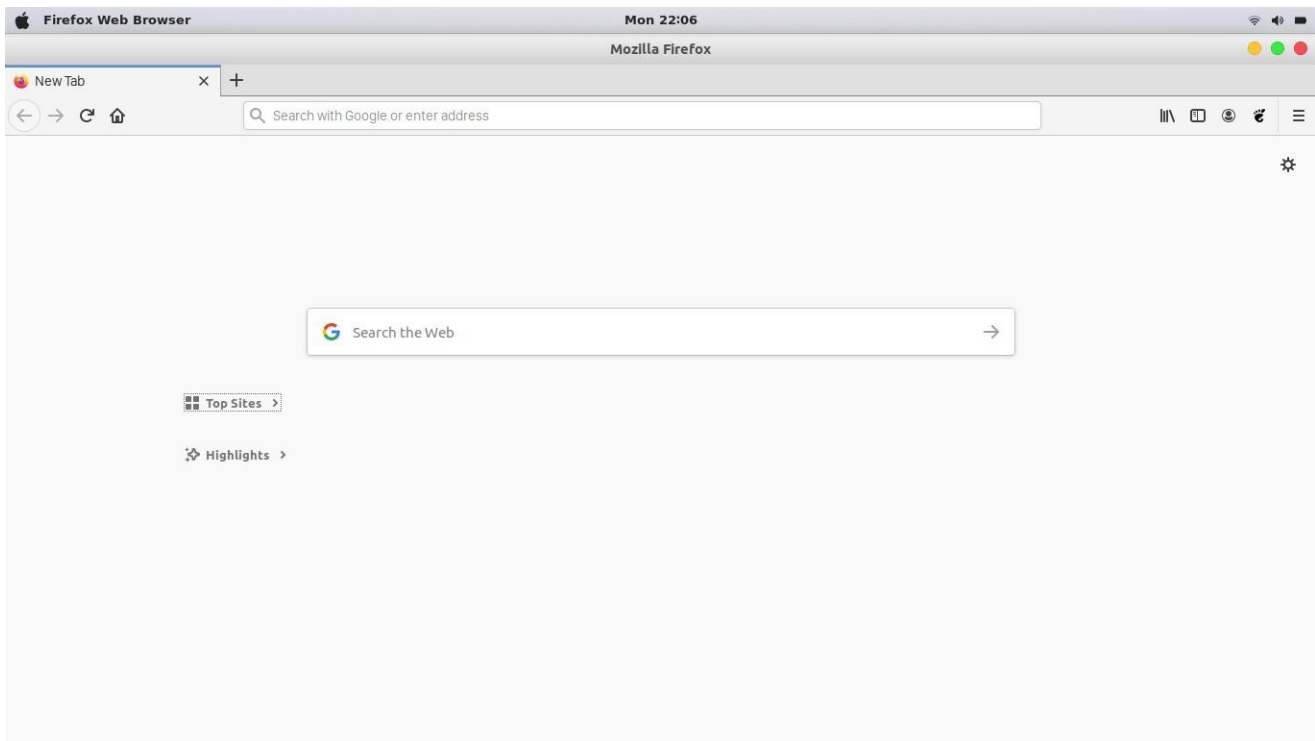 Firefox Web Browser Mon 22:06
Mozilla Firefox
New Tab
Search with Google or enter address
Search the Web
Top Sites
Highlights